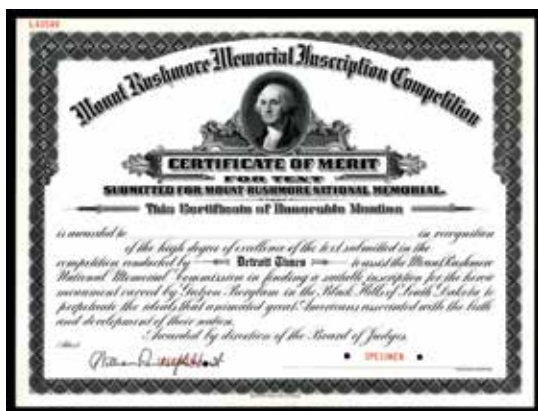 Mount Rushmore Memorial Inscription Competition
CERTIFICATE OF MERIT
FOR TEXT
SUBMITTED FOR MOUNT RUSHMORE NATIONAL MEMORIAL.
This Certificate of Honorable Mention
is awarded to in recognition
of the high degree of excellence of the text submitted in the
competition conducted by Detroit Times to assist the Mount Rushmore
National Memorial Commission in finding a suitable inscription for the heroic
monument carved by Gutzon Borglum in the Black Hills of South Dakota to
perpetuate the ideals that animated great Americans associated with the birth
and development of their nation.
Awarded by direction of the Board of Judges.
Attest
SPECIMEN